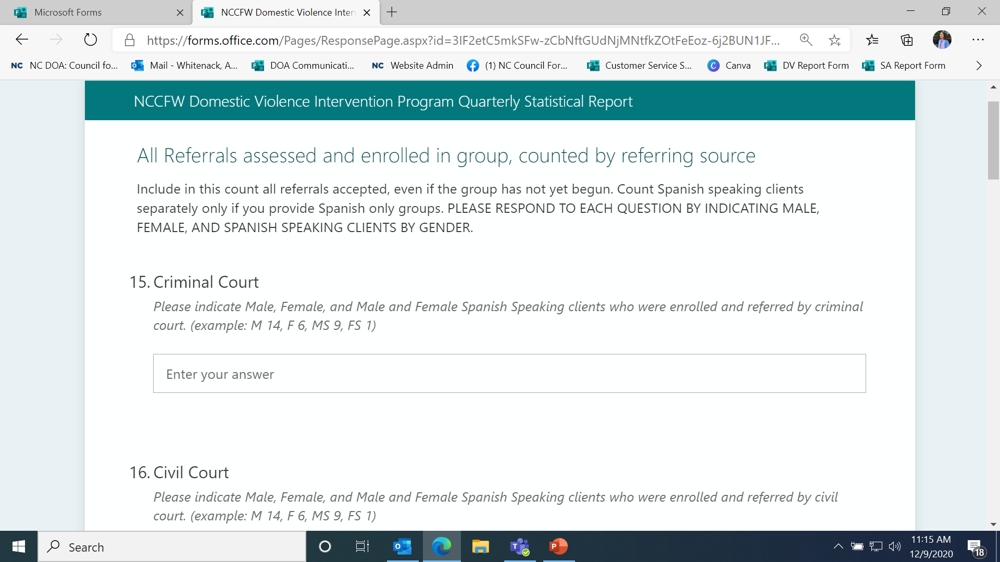 Microsoft Forms
NCCFW Domestic Violence Inter
https://forms.office.com/Pages/ResponsePage.aspx?id=3IF2etC5mkSFw-zCbNftGUdNjMNtfkZOtFeEoz-6j2BUN1JF...
NC NC DOA: Council fo...
Mail - Whitenack, A...
DOA Communicati...
NC Website Admin
(1) NC Council For...
Customer Service S...
Canva
DV Report Form
SA Report Form
NCCFW Domestic Violence Intervention Program Quarterly Statistical Report
All Referrals assessed and enrolled in group, counted by referring source
Include in this count all referrals accepted, even if the group has not yet begun. Count Spanish speaking clients
separately only if you provide Spanish only groups. PLEASE RESPOND TO EACH QUESTION BY INDICATING MALE,
FEMALE, AND SPANISH SPEAKING CLIENTS BY GENDER.
15. Criminal Court
Please indicate Male, Female, and Male and Female Spanish Speaking clients who were enrolled and referred by criminal
court. (example: M 14, F 6, MS 9, FS 1)
Enter your answer
16. Civil Court
Please indicate Male, Female, and Male and Female Spanish Speaking clients who were enrolled and referred by civil
court. (example: M 14, F 6, MS 9, FS 1)
Search
11:15 AM
12/9/2020
18